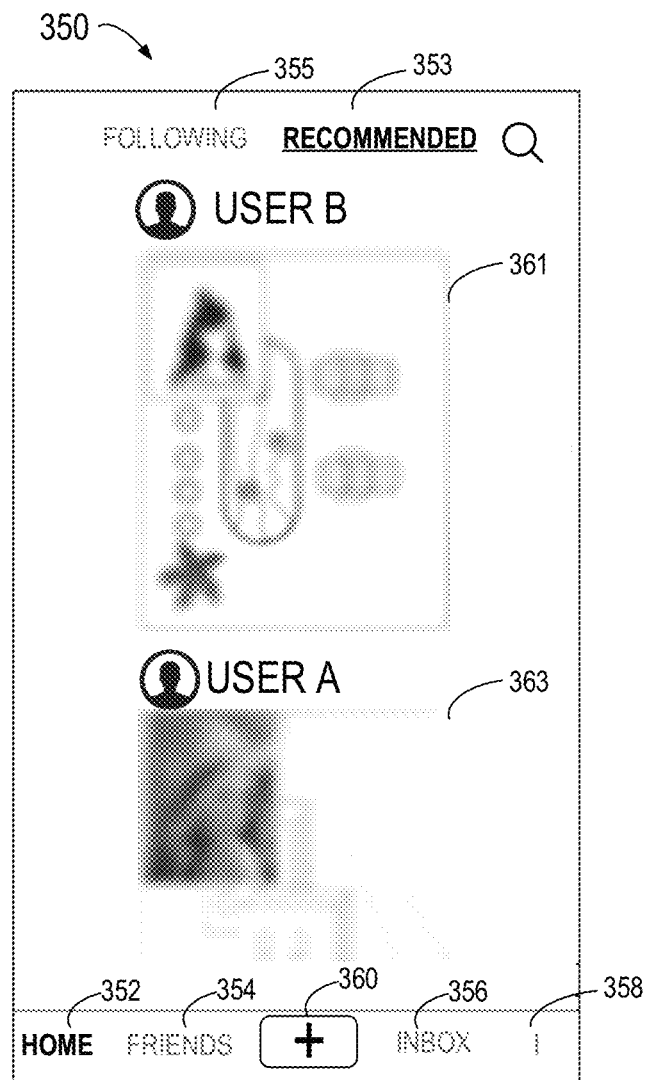 350
355 353
FOLLOWING RECOMMENDED
USER B
361
USER A
363
352 354 360 356 358
HOME FRIENDS + INBOX I